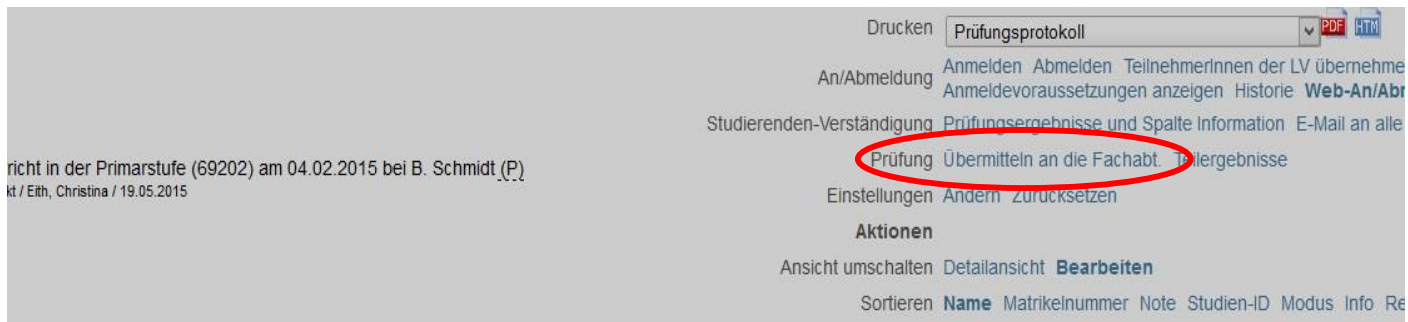 Drucken Prüfungsprotokoll PDF HTM
An/Abmeldung Anmelden Abmelden TeilnehmerInnen der LV übernehme
Anmeldevoraussetzungen anzeigen Historie Web-An/Abr
Studierenden-Verständigung Prüfungsergebnisse und Spalte Information E-Mail an alle
richt in der Primarstufe (69202) am 04.02.2015 bei B. Schmidt (P)
kt / Eith, Christina / 19.05.2015
Prüfung Übermitteln an die Fachabt. Teilergebnisse
Einstellungen Ändern Zurücksetzen
Aktionen
Ansicht umschalten Detailansicht Bearbeiten
Sortieren Name Matrikelnummer Note Studien-ID Modus Info Re